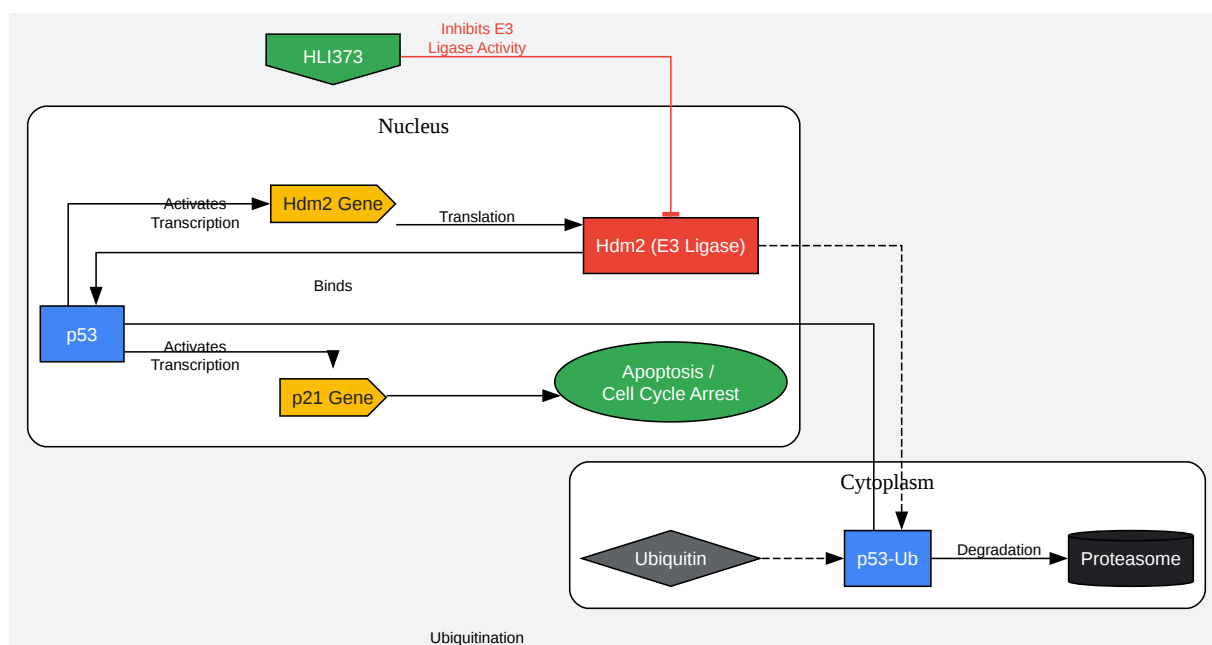 Inhibits E3
Ligase Activity
HLI373
Nucleus
Activates
Transcription
Hdm2 Gene
Translation
Hdm2 (E3 Ligase)
Binds
p53
Activates
Transcription
p21 Gene
Apoptosis /
Cell Cycle Arrest
Cytoplasm
Ubiquitin
p53-Ub
Degradation
Proteasome
Ubiquitination